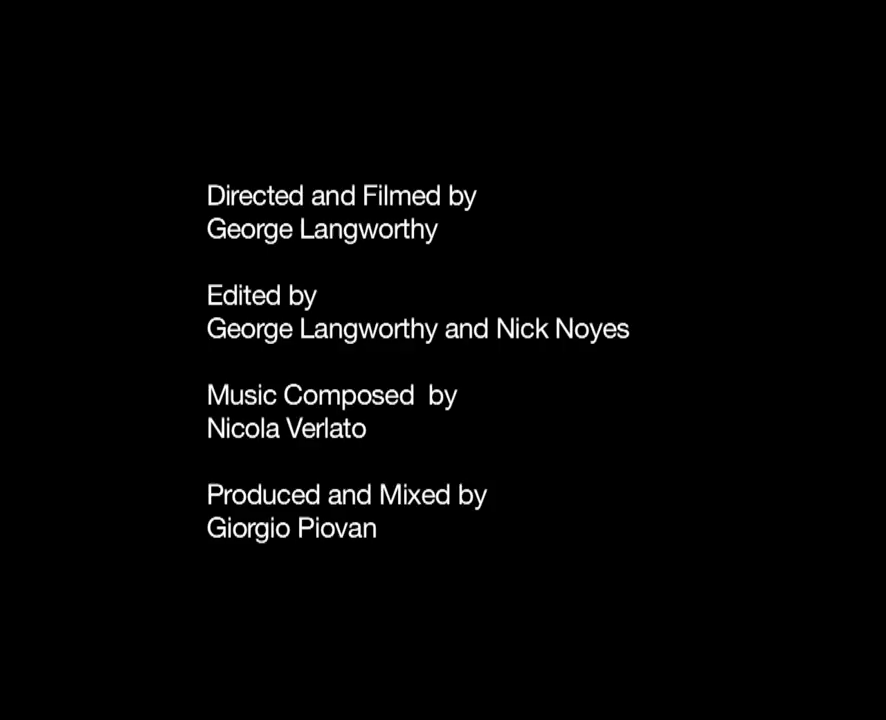 Directed and Filmed by
George Langworthy
Edited by
George Langworthy and Nick Noyes
Music Composed  by
Nicola Verlato
Produced and Mixed by
Giorgio Piovan